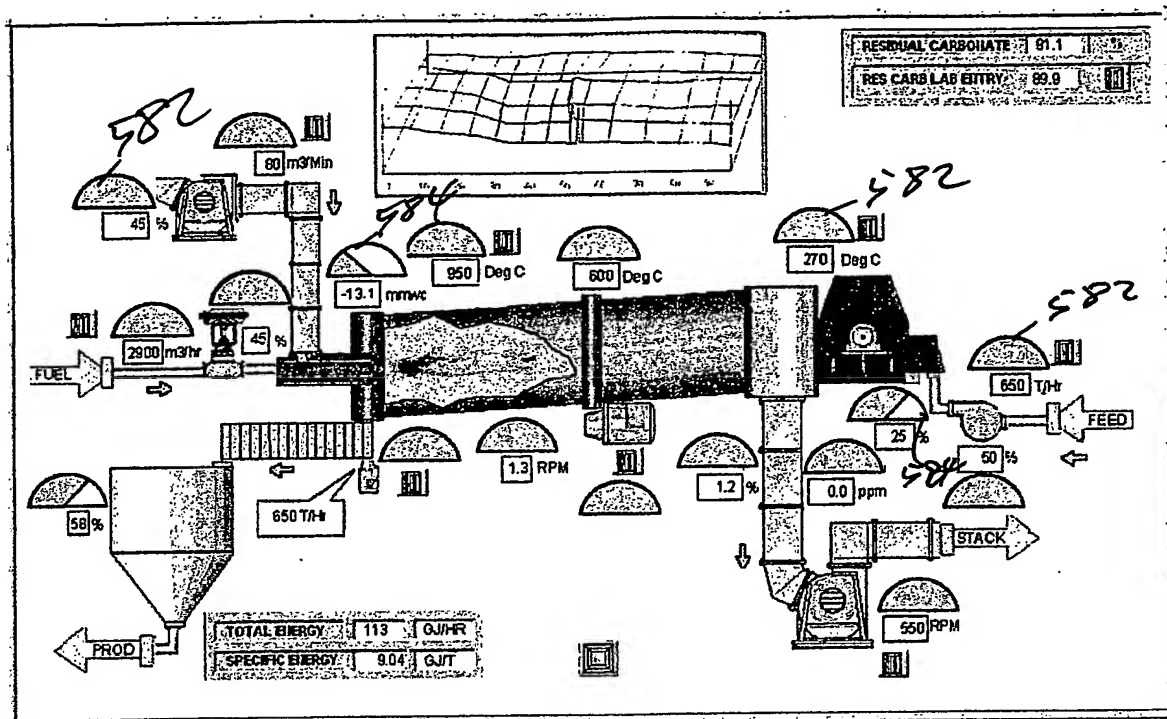 RESIDUAL CARBONATE 91.1 %
RES CARB LAB ENTRY 89.9
582
80 m3/Min
45 %
584
950 Deg C
600 Deg C
582
270 Deg C
-13.1 mmwc
582
2900 m3/hr
45 %
FUEL
650 T/Hr
FEED
25 %
50 %
584
1.3 RPM
1.2 %
0.0 ppm
58 %
650 T/Hr
STACK
550 RPM
PROD
TOTAL ENERGY 113 GJ/HR
SPECIFIC ENERGY 9.04 GJ/T